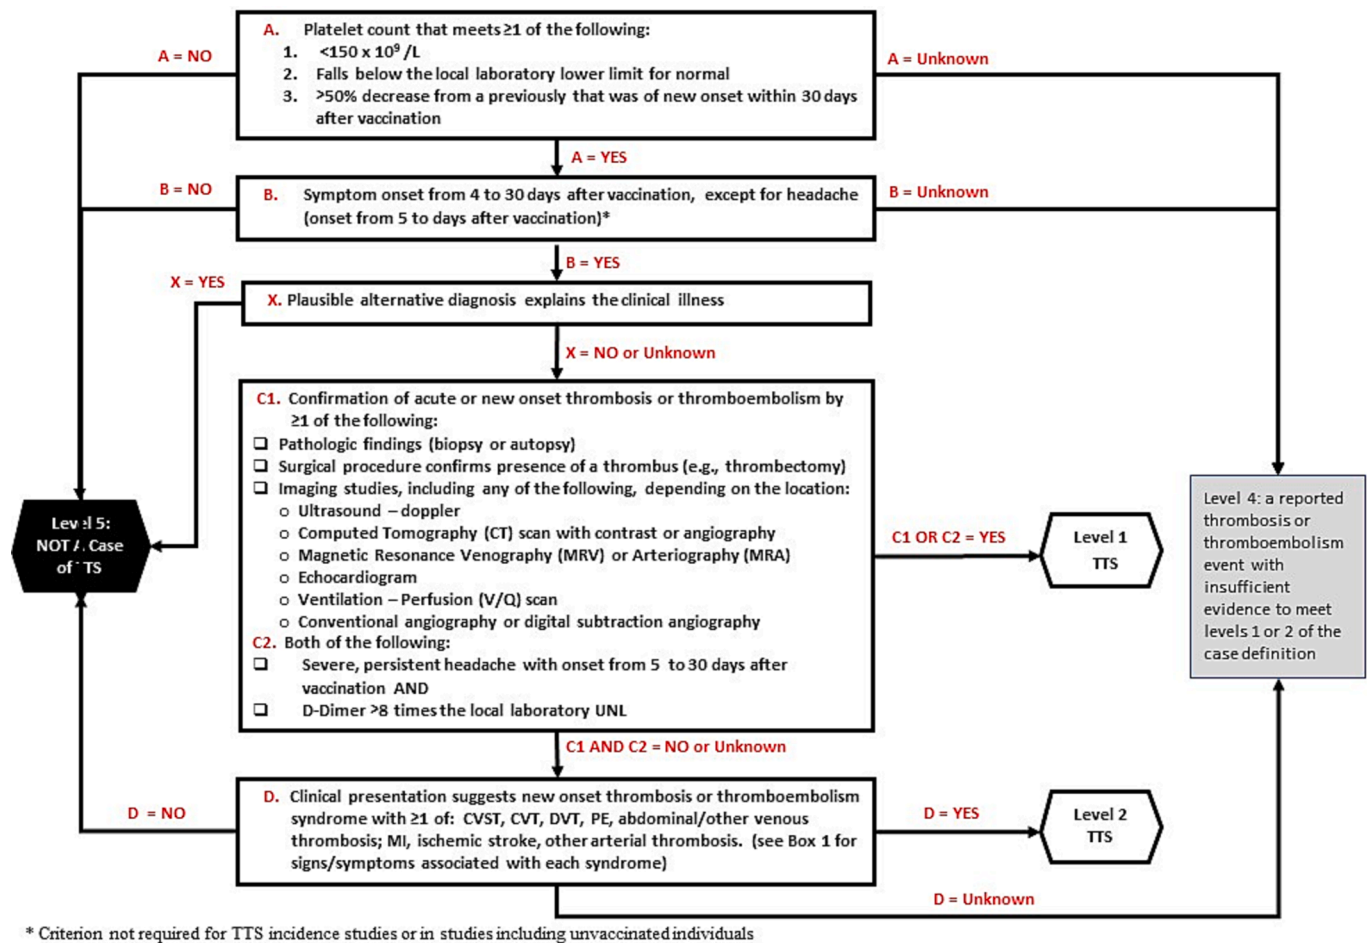 A. Platelet count that meets ≥1 of the following:
1. <150 x 10⁹ /L
2. Falls below the local laboratory lower limit for normal
3. >50% decrease from a previously that was of new onset within 30 days
after vaccination
A = NO
A = Unknown
A = YES
B. Symptom onset from 4 to 30 days after vaccination, except for headache
(onset from 5 to days after vaccination)*
B = NO
B = Unknown
B = YES
X. Plausible alternative diagnosis explains the clinical illness
X = YES
X = NO or Unknown
C1. Confirmation of acute or new onset thrombosis or thromboembolism by
≥1 of the following:
❑ Pathologic findings (biopsy or autopsy)
❑ Surgical procedure confirms presence of a thrombus (e.g., thrombectomy)
❑ Imaging studies, including any of the following, depending on the location:
o Ultrasound – doppler
o Computed Tomography (CT) scan with contrast or angiography
o Magnetic Resonance Venography (MRV) or Arteriography (MRA)
o Echocardiogram
o Ventilation – Perfusion (V/Q) scan
o Conventional angiography or digital subtraction angiography
C2. Both of the following:
❑ Severe, persistent headache with onset from 5 to 30 days after
vaccination AND
❑ D-Dimer >8 times the local laboratory UNL
C1 OR C2 = YES
Level 1
TTS
C1 AND C2 = NO or Unknown
D. Clinical presentation suggests new onset thrombosis or thromboembolism
syndrome with ≥1 of: CVST, CVT, DVT, PE, abdominal/other venous
thrombosis; MI, ischemic stroke, other arterial thrombosis. (see Box 1 for
signs/symptoms associated with each syndrome)
D = NO
D = YES
Level 2
TTS
D = Unknown
Level 5:
NOT A Case
of TTS
Level 4: a reported
thrombosis or
thromboembolism
event with
insufficient
evidence to meet
levels 1 or 2 of the
case definition
* Criterion not required for TTS incidence studies or in studies including unvaccinated individuals